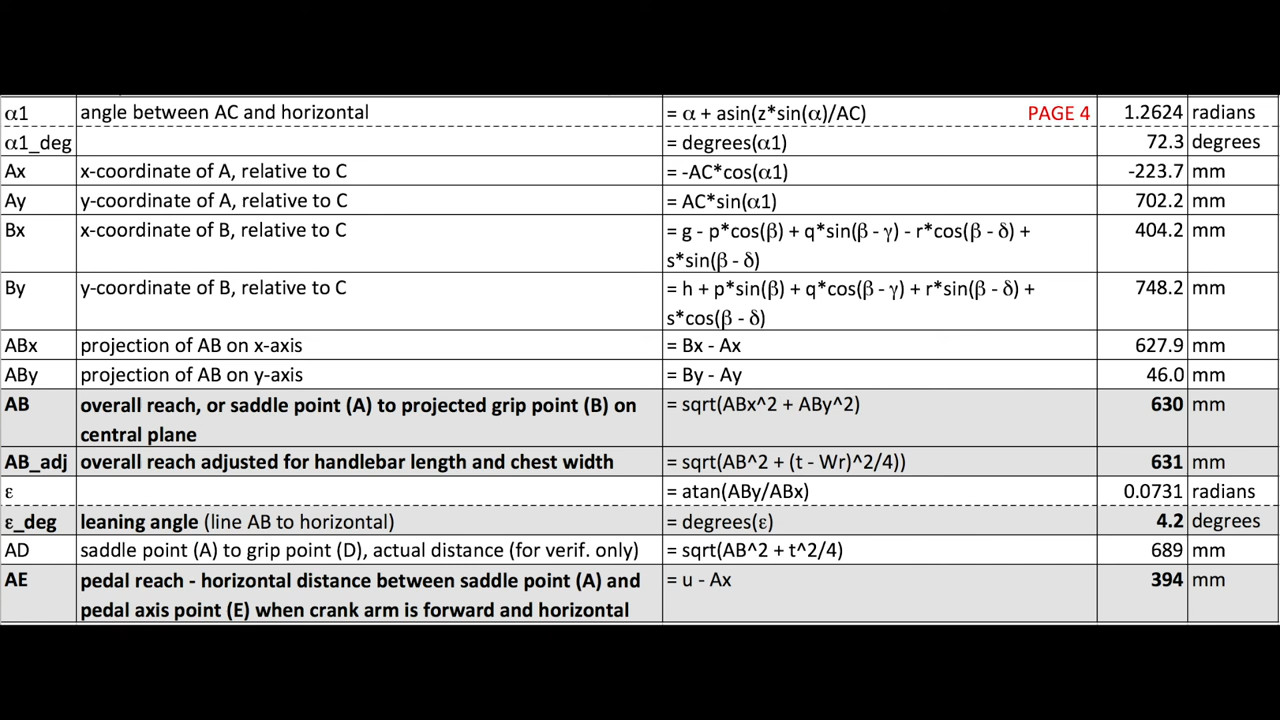 α1 angle between AC and horizontal = α + asin(z*sin(α)/AC) PAGE 4 1.2624 radians
α1_deg = degrees(α1) 72.3 degrees
Ax x-coordinate of A, relative to C = -AC*cos(α1) -223.7 mm
Ay y-coordinate of A, relative to C = AC*sin(α1) 702.2 mm
Bx x-coordinate of B, relative to C = g - p*cos(β) + q*sin(β - γ) - r*cos(β - δ) + 404.2 mm
s*sin(β - δ)
By y-coordinate of B, relative to C = h + p*sin(β) + q*cos(β - γ) + r*sin(β - δ) + 748.2 mm
s*cos(β - δ)
ABx projection of AB on x-axis = Bx - Ax 627.9 mm
ABy projection of AB on y-axis = By - Ay 46.0 mm
AB overall reach, or saddle point (A) to projected grip point (B) on = sqrt(ABx^2 + ABy^2) 630 mm
central plane
AB_adj overall reach adjusted for handlebar length and chest width = sqrt(AB^2 + (t - Wr)^2/4)) 631 mm
ε = atan(ABy/ABx) 0.0731 radians
ε_deg leaning angle (line AB to horizontal) = degrees(ε) 4.2 degrees
AD saddle point (A) to grip point (D), actual distance (for verif. only) = sqrt(AB^2 + t^2/4) 689 mm
AE pedal reach - horizontal distance between saddle point (A) and = u - Ax 394 mm
pedal axis point (E) when crank arm is forward and horizontal